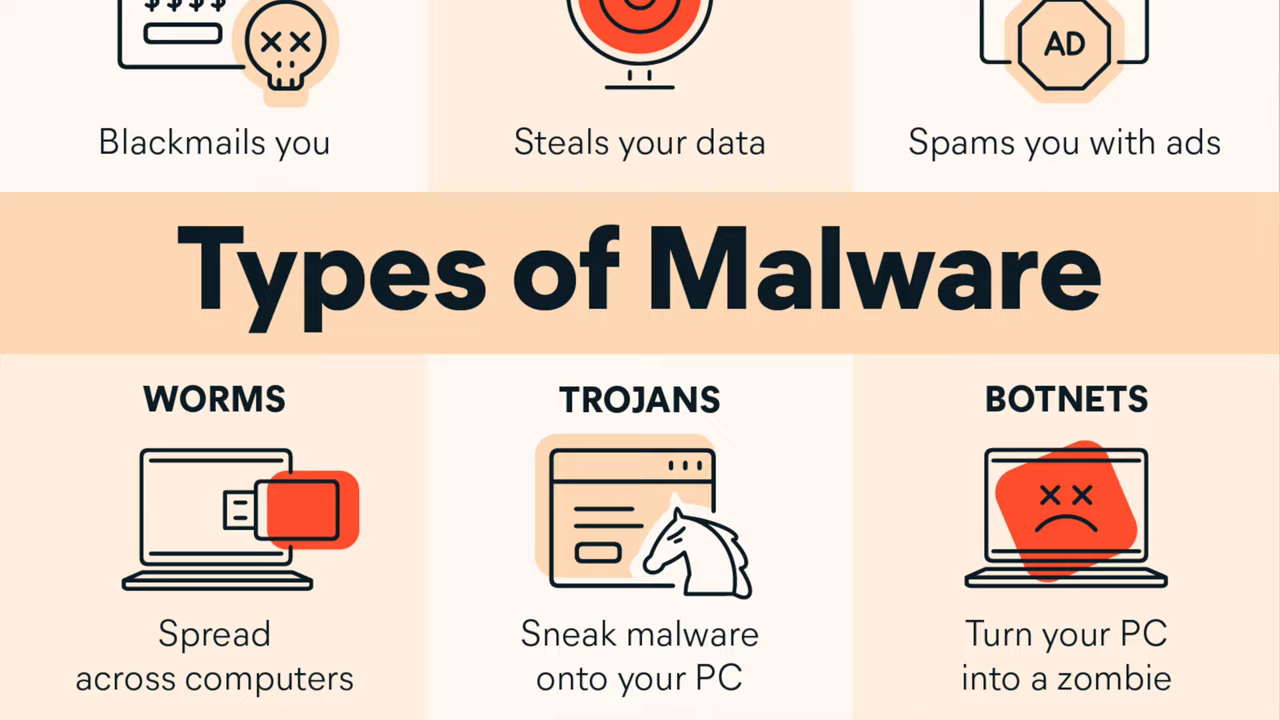 $$$$
Blackmails you
Steals your data
AD
Spams you with ads
Types of Malware
WORMS
Spread
across computers
TROJANS
Sneak malware
onto your PC
BOTNETS
Turn your PC
into a zombie